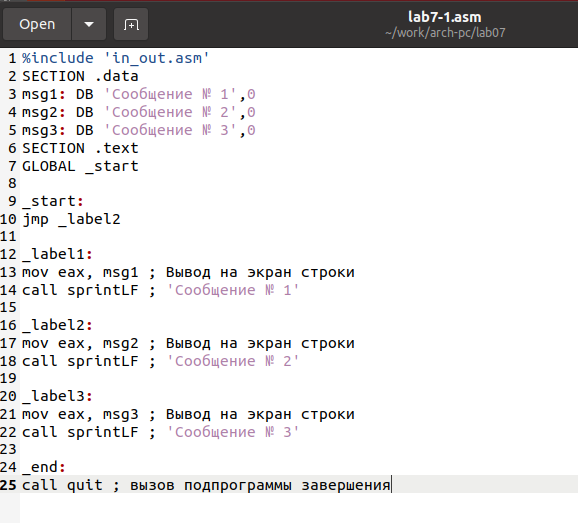 Open
lab7-1.asm
~/work/arch-pc/lab07
1 %include 'in_out.asm'
2 SECTION .data
3 msg1: DB 'Сообщение № 1',0
4 msg2: DB 'Сообщение № 2',0
5 msg3: DB 'Сообщение № 3',0
6 SECTION .text
7 GLOBAL _start
8
9 _start:
10 jmp _label2
11
12 _label1:
13 mov eax, msg1 ; Вывод на экран строки
14 call sprintLF ; 'Сообщение № 1'
15
16 _label2:
17 mov eax, msg2 ; Вывод на экран строки
18 call sprintLF ; 'Сообщение № 2'
19
20 _label3:
21 mov eax, msg3 ; Вывод на экран строки
22 call sprintLF ; 'Сообщение № 3'
23
24 _end:
25 call quit ; вызов подпрограммы завершения